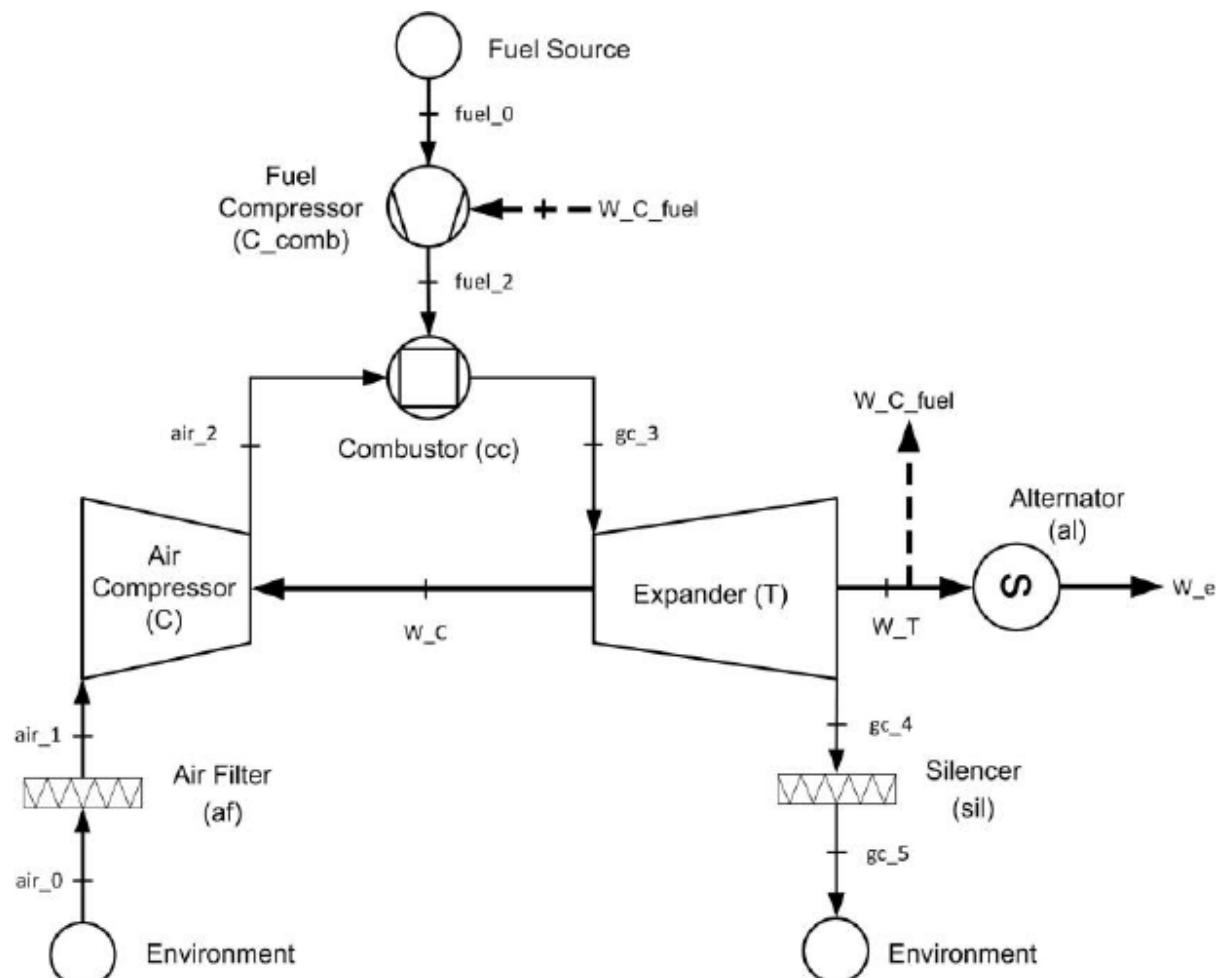 Fuel Source
fuel_0
Fuel
Compressor
(C_comb)
W_C_fuel
fuel_2
W_C_fuel
air_2
Combustor (cc)
gc_3
Alternator
(al)
Air
Compressor
(C)
Expander (T)
S
W_e
W_C
W_T
air_1
gc_4
Air Filter
(af)
Silencer
(sil)
gc_5
air_0
Environment
Environment